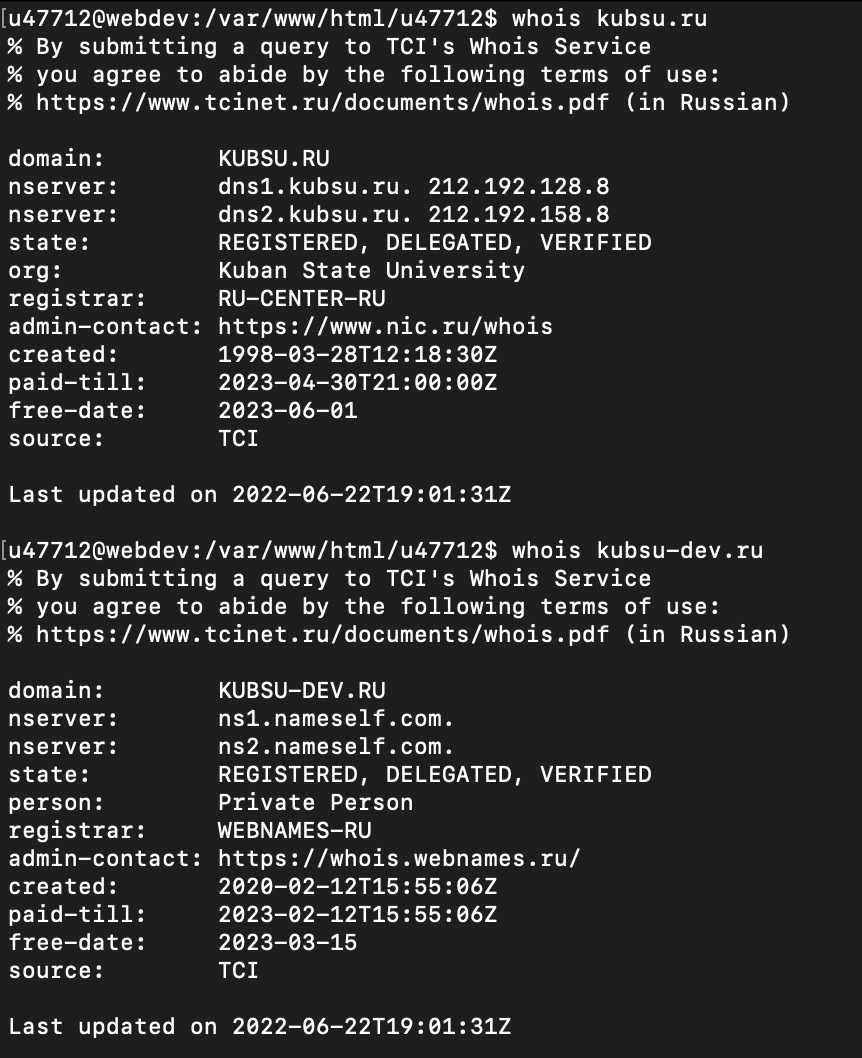 [u47712@webdev:/var/www/html/u47712$ whois kubsu.ru
% By submitting a query to TCI's Whois Service
% you agree to abide by the following terms of use:
% https://www.tcinet.ru/documents/whois.pdf (in Russian)
domain:        KUBSU.RU
nserver:       dns1.kubsu.ru. 212.192.128.8
nserver:       dns2.kubsu.ru. 212.192.158.8
state:         REGISTERED, DELEGATED, VERIFIED
org:           Kuban State University
registrar:     RU-CENTER-RU
admin-contact: https://www.nic.ru/whois
created:       1998-03-28T12:18:30Z
paid-till:     2023-04-30T21:00:00Z
free-date:     2023-06-01
source:        TCI
Last updated on 2022-06-22T19:01:31Z
[u47712@webdev:/var/www/html/u47712$ whois kubsu-dev.ru
% By submitting a query to TCI's Whois Service
% you agree to abide by the following terms of use:
% https://www.tcinet.ru/documents/whois.pdf (in Russian)
domain:        KUBSU-DEV.RU
nserver:       ns1.nameself.com.
nserver:       ns2.nameself.com.
state:         REGISTERED, DELEGATED, VERIFIED
person:        Private Person
registrar:     WEBNAMES-RU
admin-contact: https://whois.webnames.ru/
created:       2020-02-12T15:55:06Z
paid-till:     2023-02-12T15:55:06Z
free-date:     2023-03-15
source:        TCI
Last updated on 2022-06-22T19:01:31Z